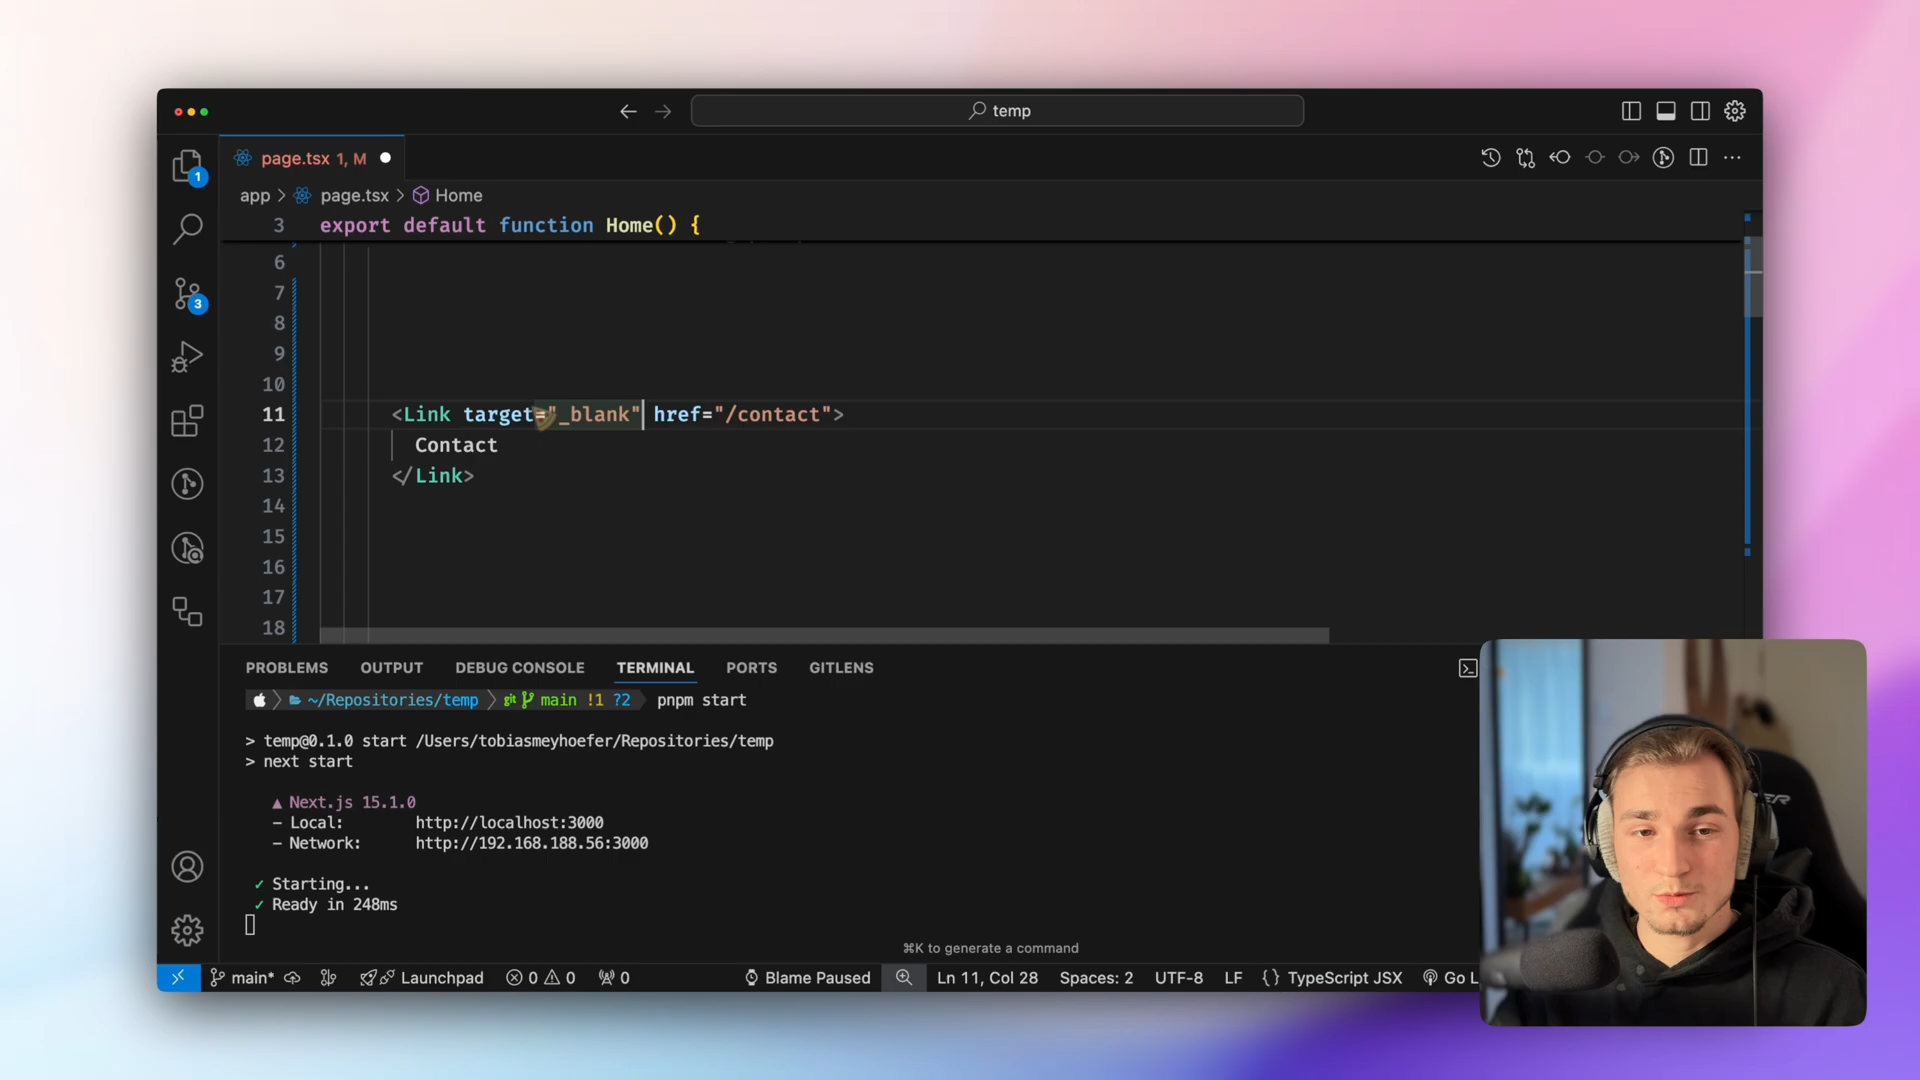 temp
page.tsx 1, M
app > page.tsx > Home
3 export default function Home() {
6
7
8
9
10
11 <Link target="_blank" href="/contact">
12 Contact
13 </Link>
14
15
16
17
18
1
3
PROBLEMS OUTPUT DEBUG CONSOLE TERMINAL PORTS GITLENS
~/Repositories/temp git main !1 ?2 pnpm start
> temp@0.1.0 start /Users/tobiasmeyhoefer/Repositories/temp
> next start
▲ Next.js 15.1.0
- Local: http://localhost:3000
- Network: http://192.168.188.56:3000
✓ Starting...
✓ Ready in 248ms
⌘K to generate a command
main* Launchpad 0 0 0 Blame Paused Ln 11, Col 28 Spaces: 2 UTF-8 LF {} TypeScript JSX Go L